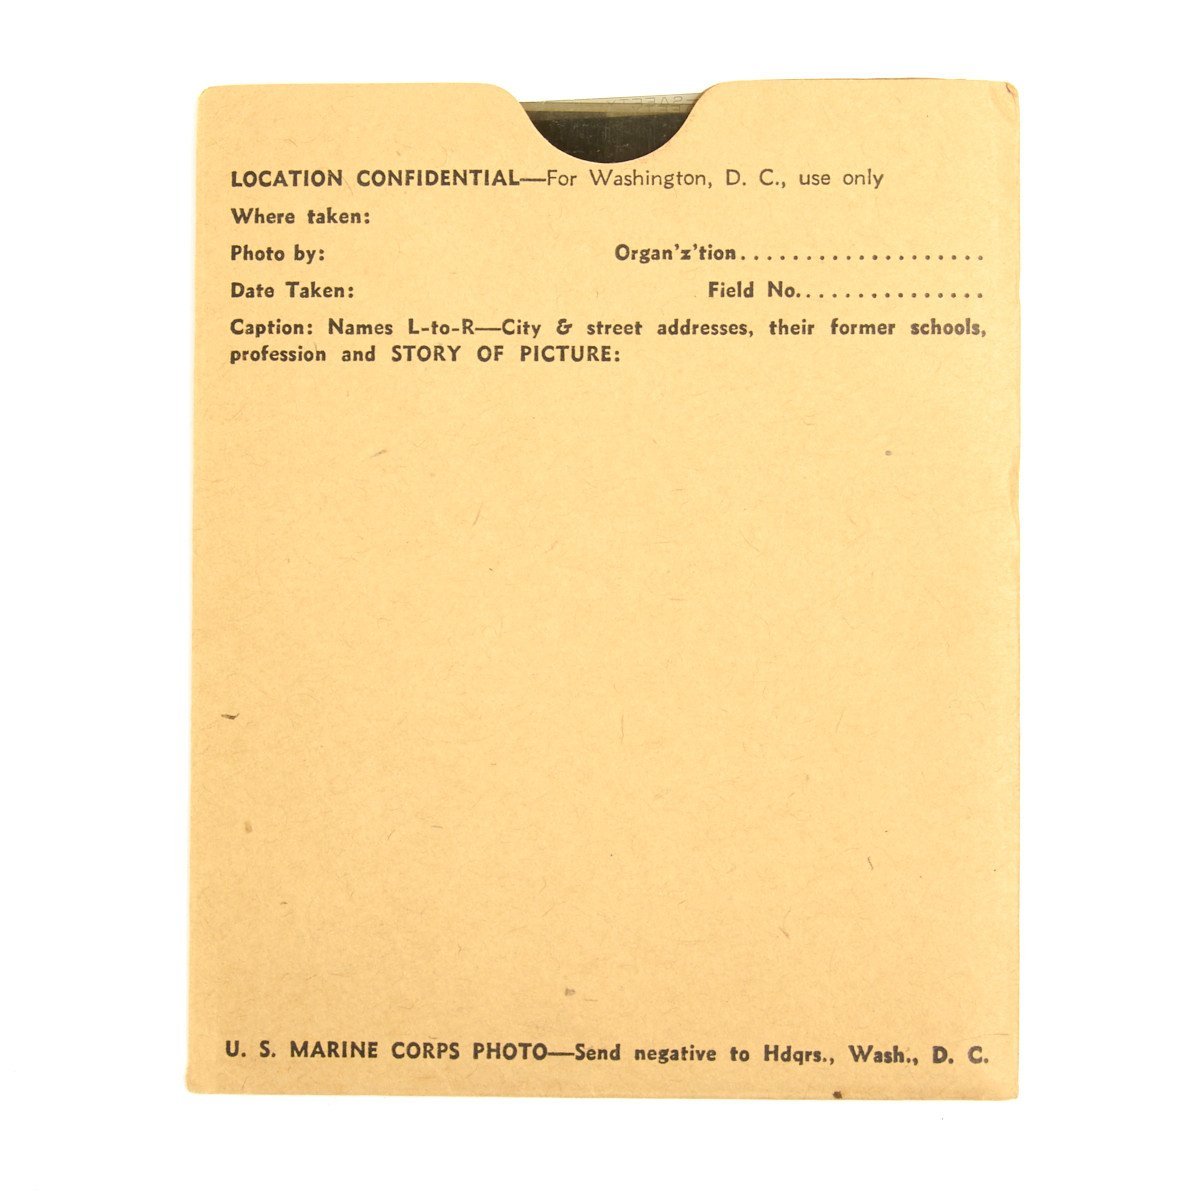 LOCATION CONFIDENTIAL—For Washington, D. C., use only
Where taken:
Photo by: Organ'z'tion...................
Date Taken: Field No...............
Caption: Names L-to-R—City & street addresses, their former schools,
profession and STORY OF PICTURE:
U. S. MARINE CORPS PHOTO—Send negative to Hdqrs., Wash., D. C.